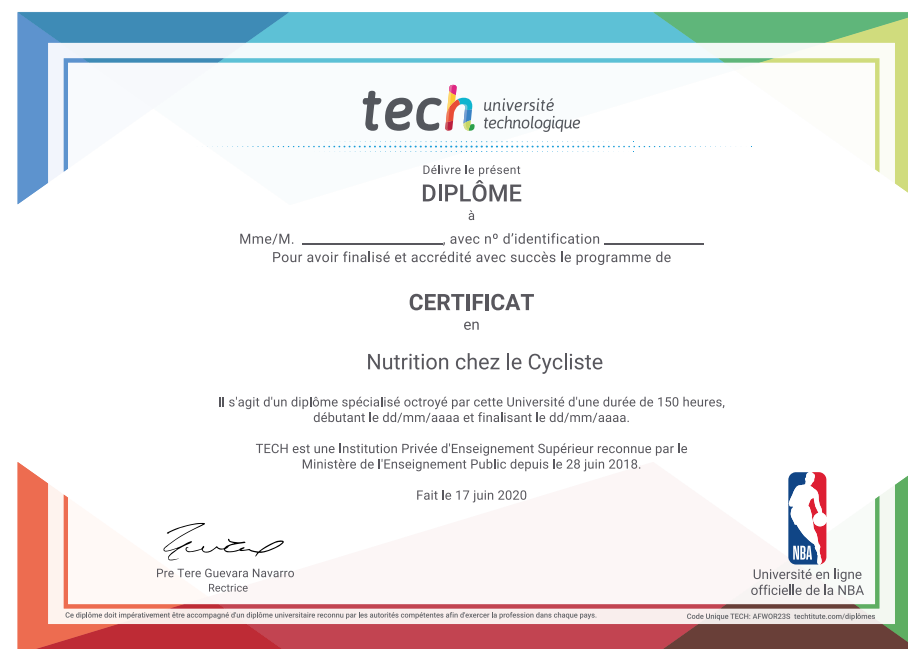 tech université
technologique
Délivre le présent
DIPLÔME
à
Mme/M. ____________________, avec nº d'identification ______________
Pour avoir finalisé et accrédité avec succès le programme de
CERTIFICAT
en
Nutrition chez le Cycliste
Il s'agit d'un diplôme spécialisé octroyé par cette Université d'une durée de 150 heures,
débutant le dd/mm/aaaa et finalisant le dd/mm/aaaa.
TECH est une Institution Privée d'Enseignement Supérieur reconnue par le
Ministère de l'Enseignement Public depuis le 28 juin 2018.
Fait le 17 juin 2020
Pre Tere Guevara Navarro
Rectrice
NBA
Université en ligne
officielle de la NBA
Ce diplôme doit impérativement être accompagné d'un diplôme universitaire reconnu par les autorités compétentes afin d'exercer la profession dans chaque pays.
Code Unique TECH: AFWOR23S techtitute.com/diplômes